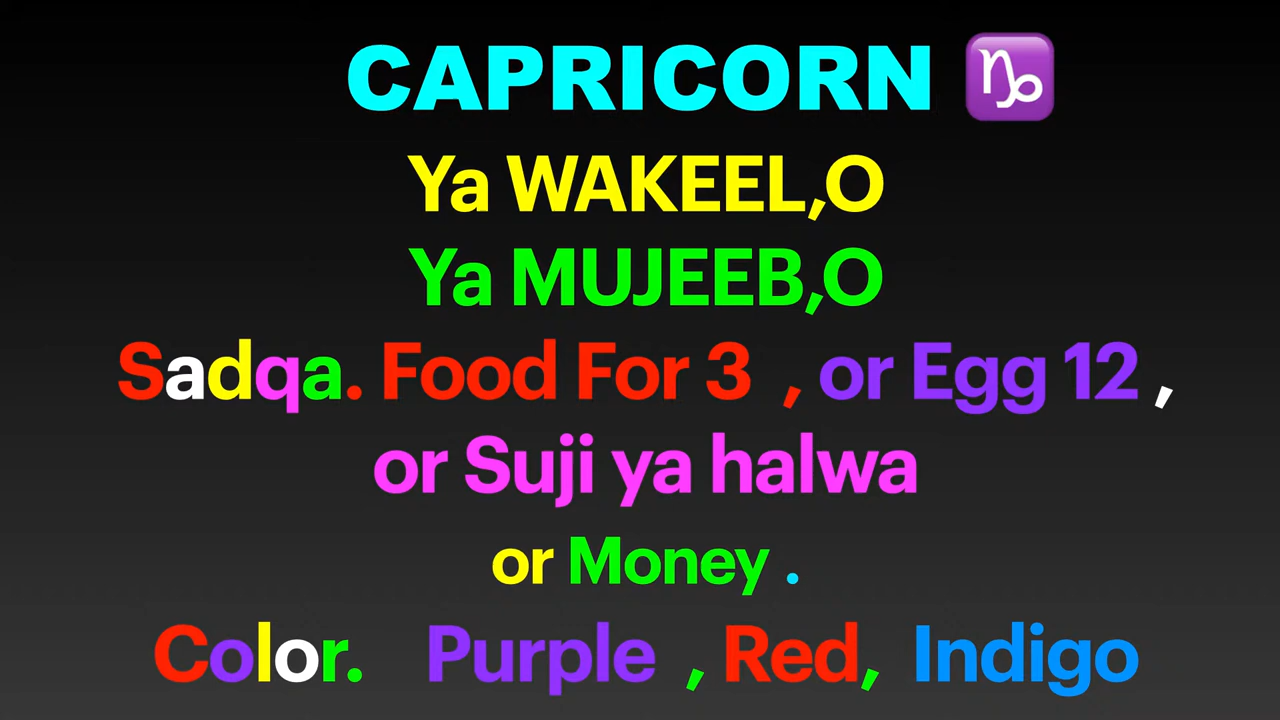 CAPRICORN ♑
Ya WAKEEL,O
Ya MUJEEB,O
Sadqa. Food For 3 , or Egg 12 ,
or Suji ya halwa
or Money .
Color. Purple , Red, Indigo